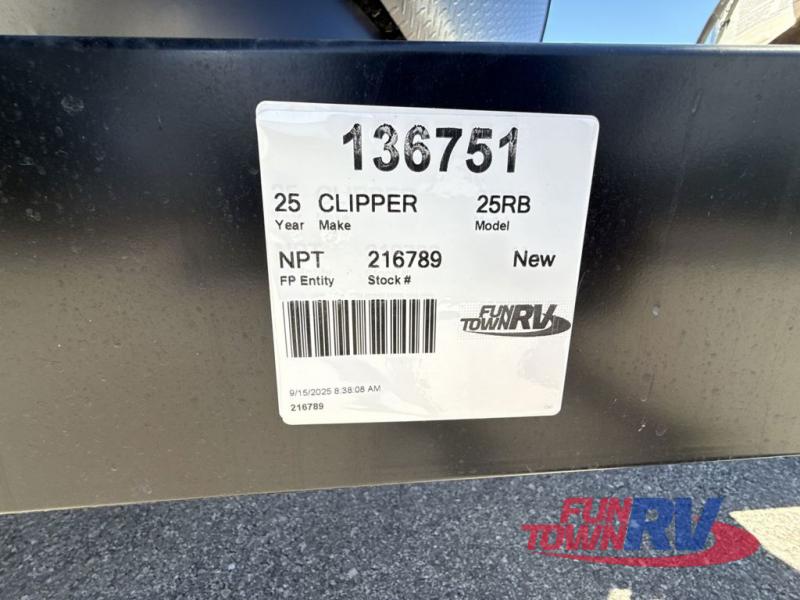 136751
25 CLIPPER 25RB
Year Make Model
NPT 216789 New
FP Entity Stock #
FUN
TOWN RV
9/15/2025 8:38:08 AM
216789
FUN
TOWN RV